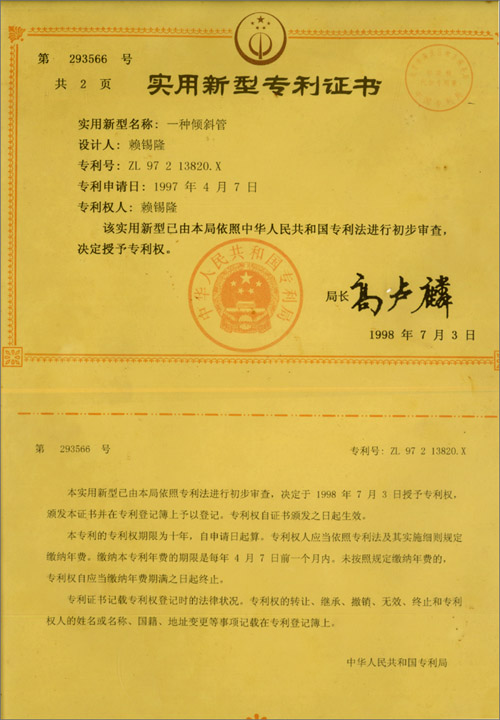 第 293566 号
共 2 页
实用新型专利证书
实用新型名称: 一种倾斜管
设计人: 赖锡隆
专利号: ZL 97 2 13820.X
专利申请日: 1997 年 4 月 7 日
专利权人: 赖锡隆
该实用新型已由本局依照中华人民共和国专利法进行初步审查,
决定授予专利权。
中华人民共和国专利局
局长 高卢麟
1998 年 7 月 3 日
第 293566 号
专利号: ZL 97 2 13820.X
本实用新型已由本局依照专利法进行初步审查, 决定于 1998 年 7 月 3 日授予专利权,
颁发本证书并在专利登记簿上予以登记。专利权自证书颁发之日起生效。
本专利的专利权期限为十年, 自申请日起算。专利权人应当依照专利法及其实施细则规定
缴纳年费。缴纳本专利年费的期限是每年 4 月 7 日前一个月内。未按照规定缴纳年费的,
专利权自应当缴纳年费期满之日起终止。
专利证书记载专利权登记时的法律状况。专利权的转让、继承、撤销、无效、终止和专利
权人的姓名或名称、国籍、地址变更等事项记载在专利登记簿上。
中华人民共和国专利局